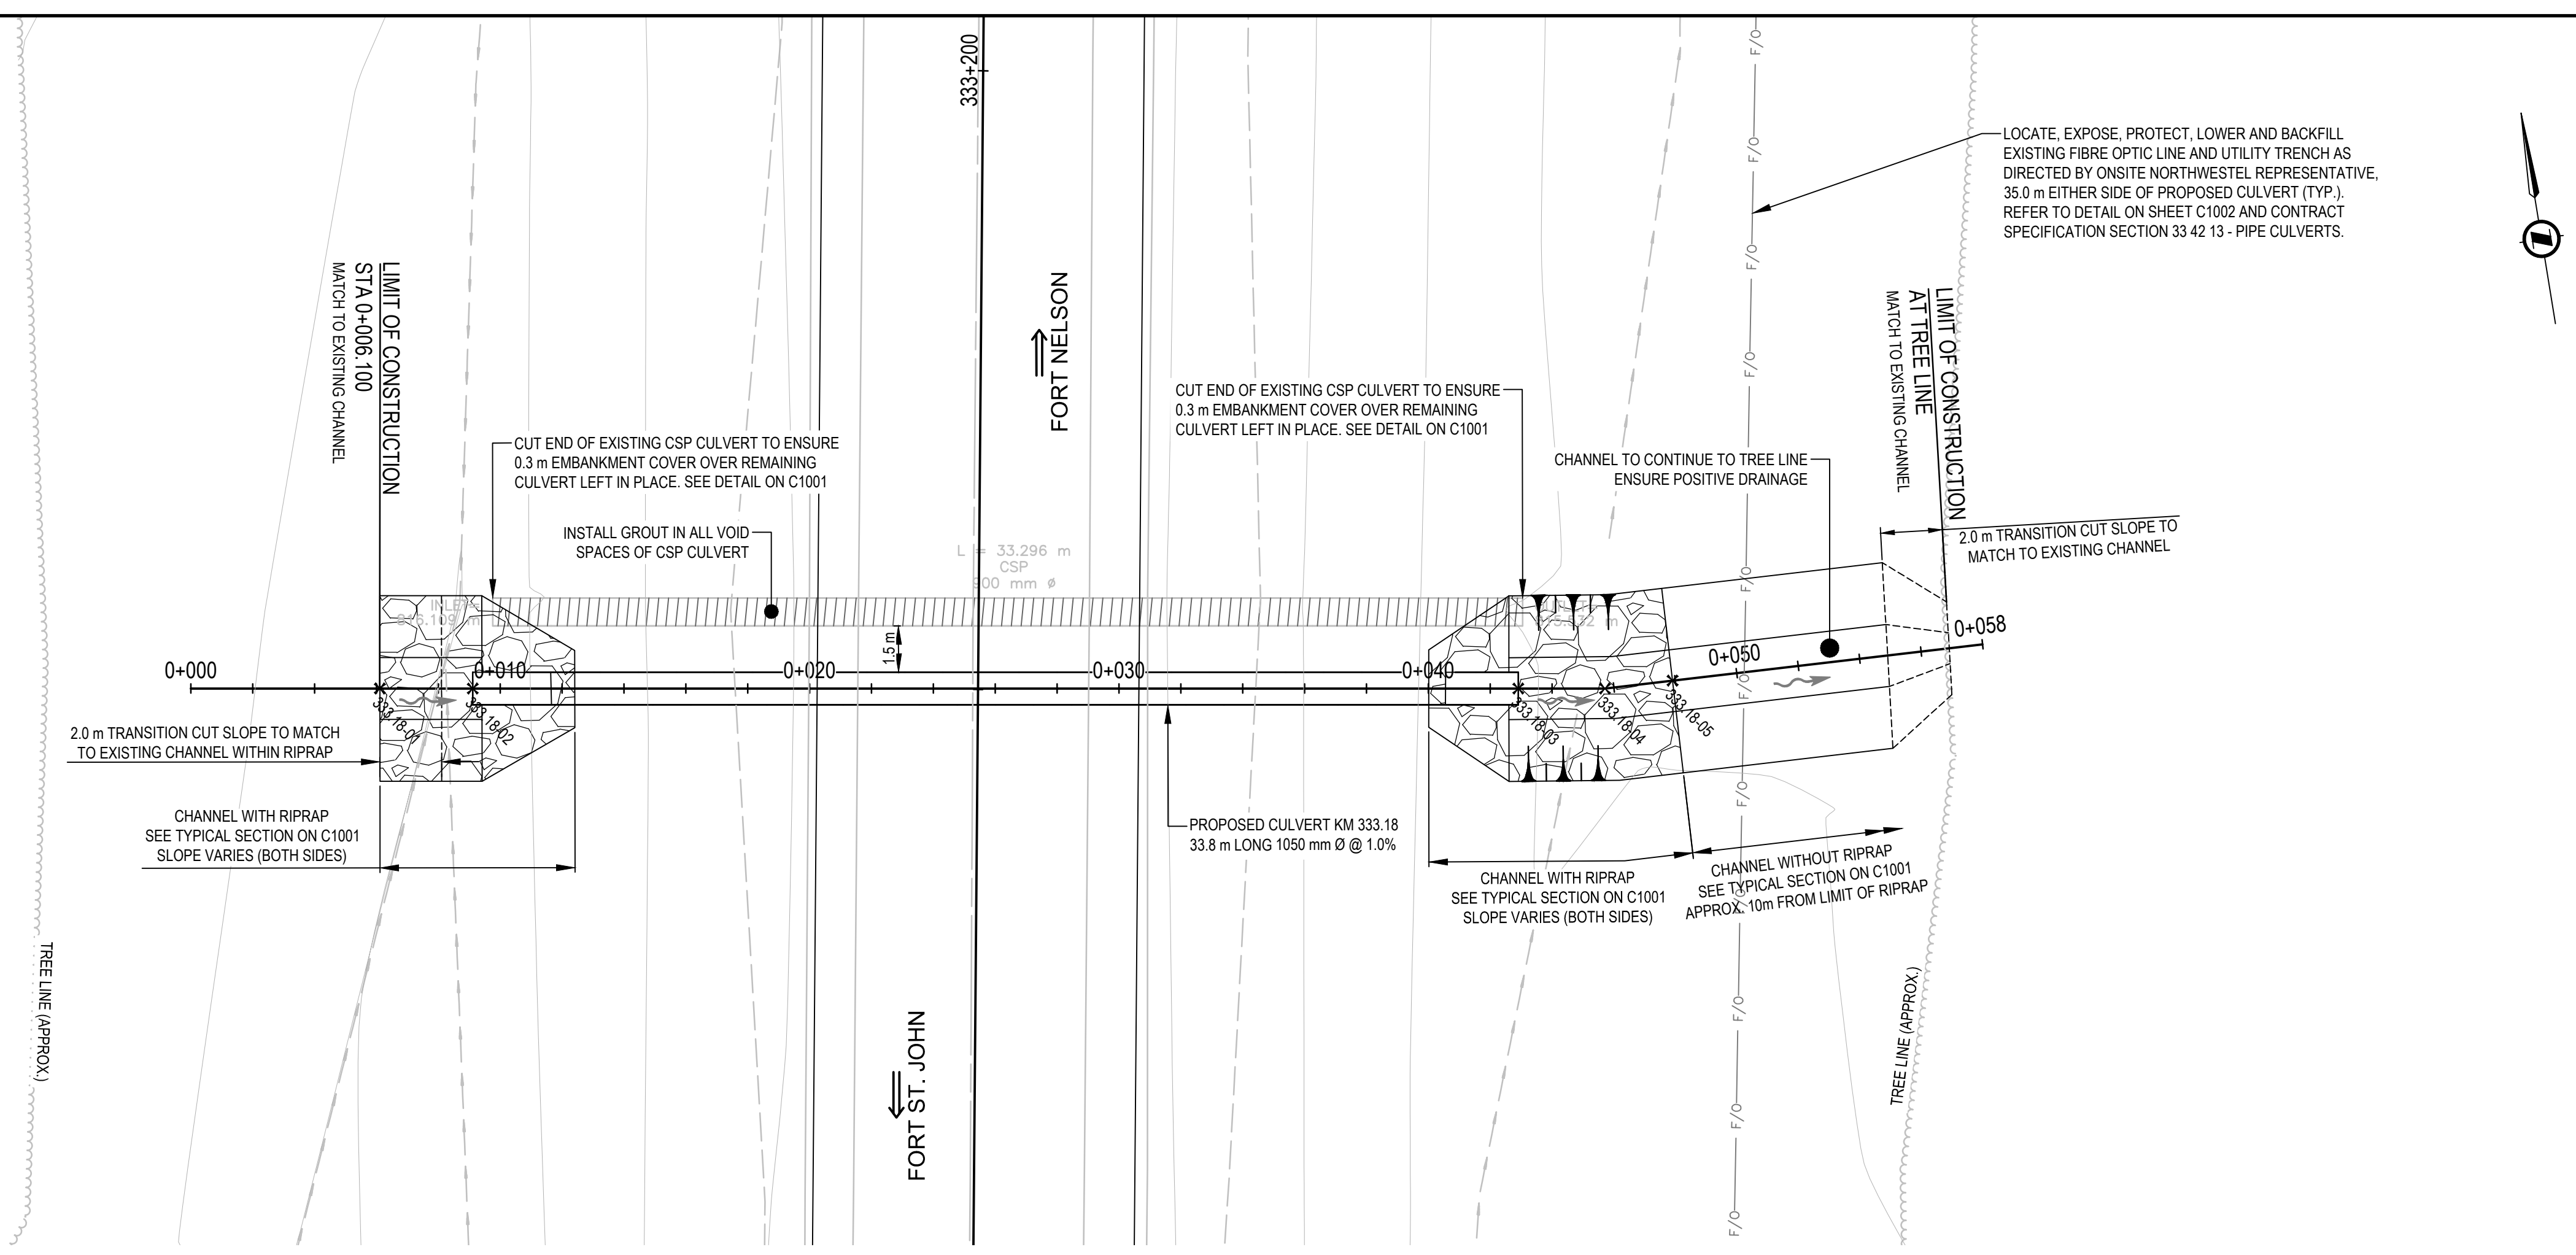 333+200
LOCATE, EXPOSE, PROTECT, LOWER AND BACKFILL
EXISTING FIBRE OPTIC LINE AND UTILITY TRENCH AS
DIRECTED BY ONSITE NORTHWESTEL REPRESENTATIVE,
35.0 m EITHER SIDE OF PROPOSED CULVERT (TYP.).
REFER TO DETAIL ON SHEET C1002 AND CONTRACT
SPECIFICATION SECTION 33 42 13 - PIPE CULVERTS.
LIMIT OF CONSTRUCTION
STA 0+006.100
MATCH TO EXISTING CHANNEL
FORT NELSON
LIMIT OF CONSTRUCTION
AT TREE LINE
MATCH TO EXISTING CHANNEL
CUT END OF EXISTING CSP CULVERT TO ENSURE
0.3 m EMBANKMENT COVER OVER REMAINING
CULVERT LEFT IN PLACE. SEE DETAIL ON C1001
CUT END OF EXISTING CSP CULVERT TO ENSURE
0.3 m EMBANKMENT COVER OVER REMAINING
CULVERT LEFT IN PLACE. SEE DETAIL ON C1001
CHANNEL TO CONTINUE TO TREE LINE
ENSURE POSITIVE DRAINAGE
INSTALL GROUT IN ALL VOID
SPACES OF CSP CULVERT
L = 33.296 m
CSP
900 mm ø
2.0 m TRANSITION CUT SLOPE TO
MATCH TO EXISTING CHANNEL
INLET
816.109 m
1.5 m
0+000
0+010
0+020
0+030
0+040
0+050
0+058
333.18-01
333.18-02
333.18-03
333.18-04
333.18-05
2.0 m TRANSITION CUT SLOPE TO MATCH
TO EXISTING CHANNEL WITHIN RIPRAP
CHANNEL WITH RIPRAP
SEE TYPICAL SECTION ON C1001
SLOPE VARIES (BOTH SIDES)
PROPOSED CULVERT KM 333.18
33.8 m LONG 1050 mm Ø @ 1.0%
CHANNEL WITH RIPRAP
SEE TYPICAL SECTION ON C1001
SLOPE VARIES (BOTH SIDES)
CHANNEL WITHOUT RIPRAP
SEE TYPICAL SECTION ON C1001
APPROX. 10m FROM LIMIT OF RIPRAP
TREE LINE (APPROX.)
FORT ST. JOHN
TREE LINE (APPROX.)
F/O
F/O
F/O
F/O
F/O
F/O
F/O
F/O
F/O
F/O
F/O
F/O